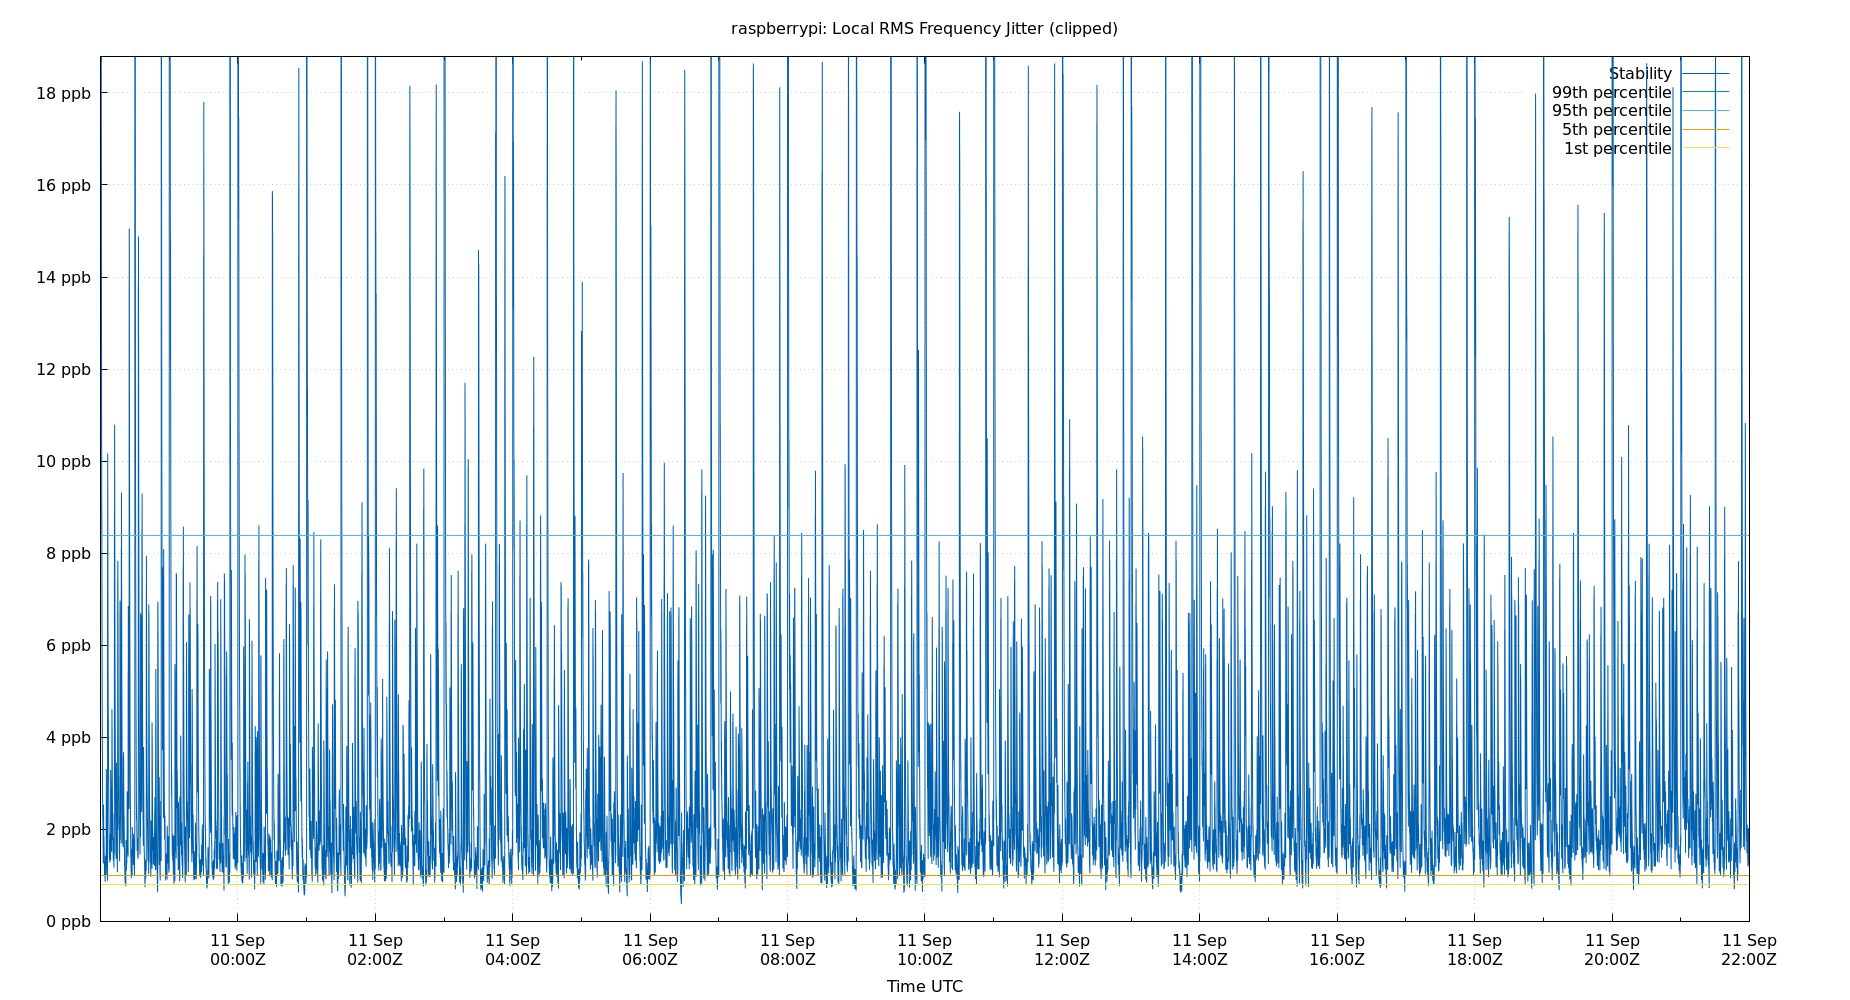 raspberrypi: Local RMS Frequency Jitter (clipped)
Stability
99th percentile
95th percentile
5th percentile
1st percentile
18 ppb
16 ppb
14 ppb
12 ppb
10 ppb
8 ppb
6 ppb
4 ppb
2 ppb
0 ppb
11 Sep 11 Sep 11 Sep 11 Sep 11 Sep 11 Sep 11 Sep 11 Sep 11 Sep 11 Sep 11 Sep 11 Sep
00:00Z 02:00Z 04:00Z 06:00Z 08:00Z 10:00Z 12:00Z 14:00Z 16:00Z 18:00Z 20:00Z 22:00Z
Time UTC